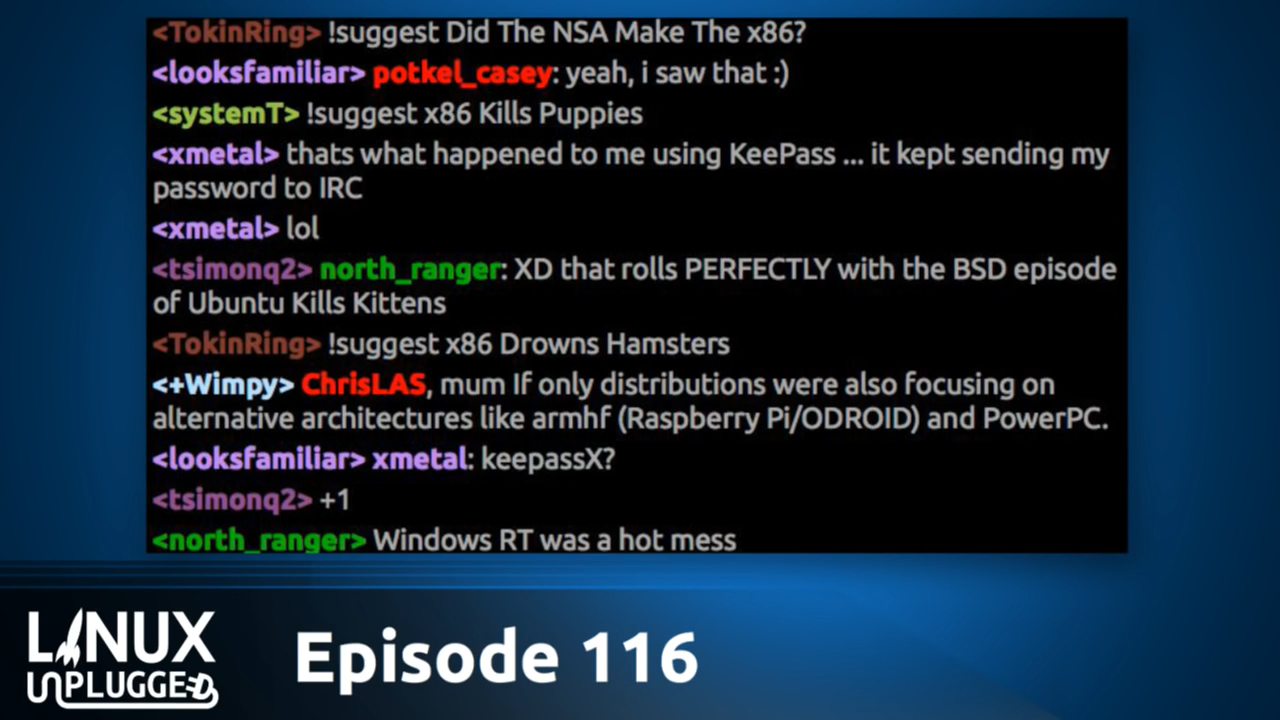 <TokinRing> !suggest Did The NSA Make The x86?
<looksfamiliar> potkel_casey: yeah, i saw that :)
<systemT> !suggest x86 Kills Puppies
<xmetal> thats what happened to me using KeePass ... it kept sending my
password to IRC
<xmetal> lol
<tsimonq2> north_ranger: XD that rolls PERFECTLY with the BSD episode
of Ubuntu Kills Kittens
<TokinRing> !suggest x86 Drowns Hamsters
<+Wimpy> ChrisLAS, mum If only distributions were also focusing on
alternative architectures like armhf (Raspberry Pi/ODROID) and PowerPC.
<looksfamiliar> xmetal: keepassX?
<tsimonq2> +1
<north_ranger> Windows RT was a hot mess
LINUX
UNPLUGGED
Episode 116